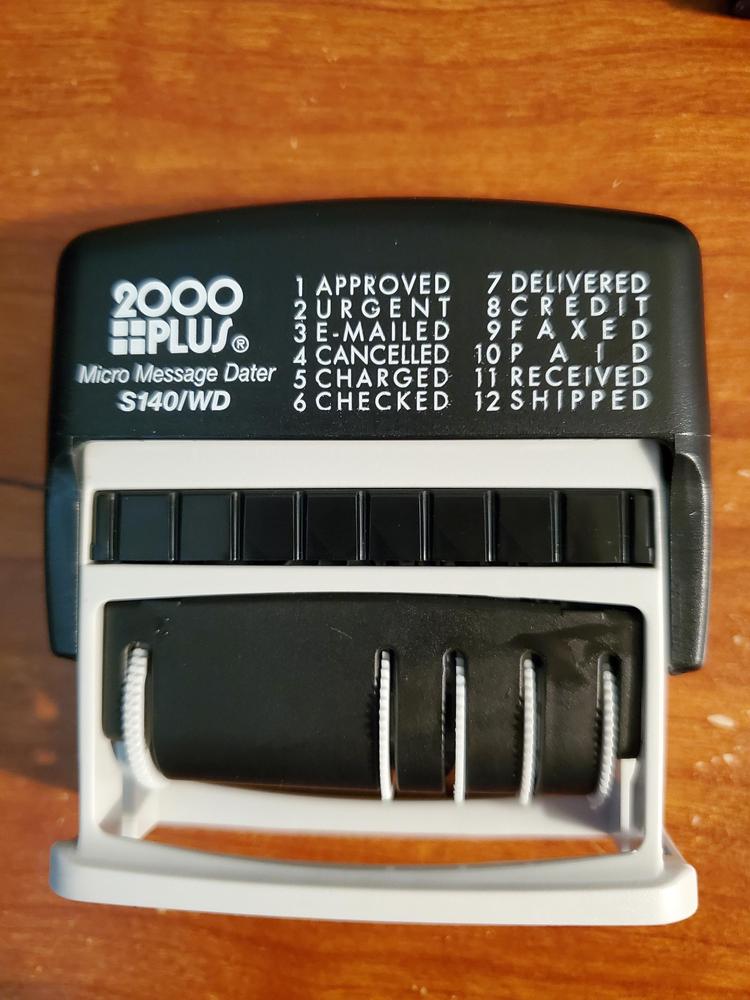 2000
PLUS®
Micro Message Dater
S140/WD
1 APPROVED
2 URGENT
3 E-MAILED
4 CANCELLED
5 CHARGED
6 CHECKED
7 DELIVERED
8 CREDIT
9 FAXED
10 PAID
11 RECEIVED
12 SHIPPED